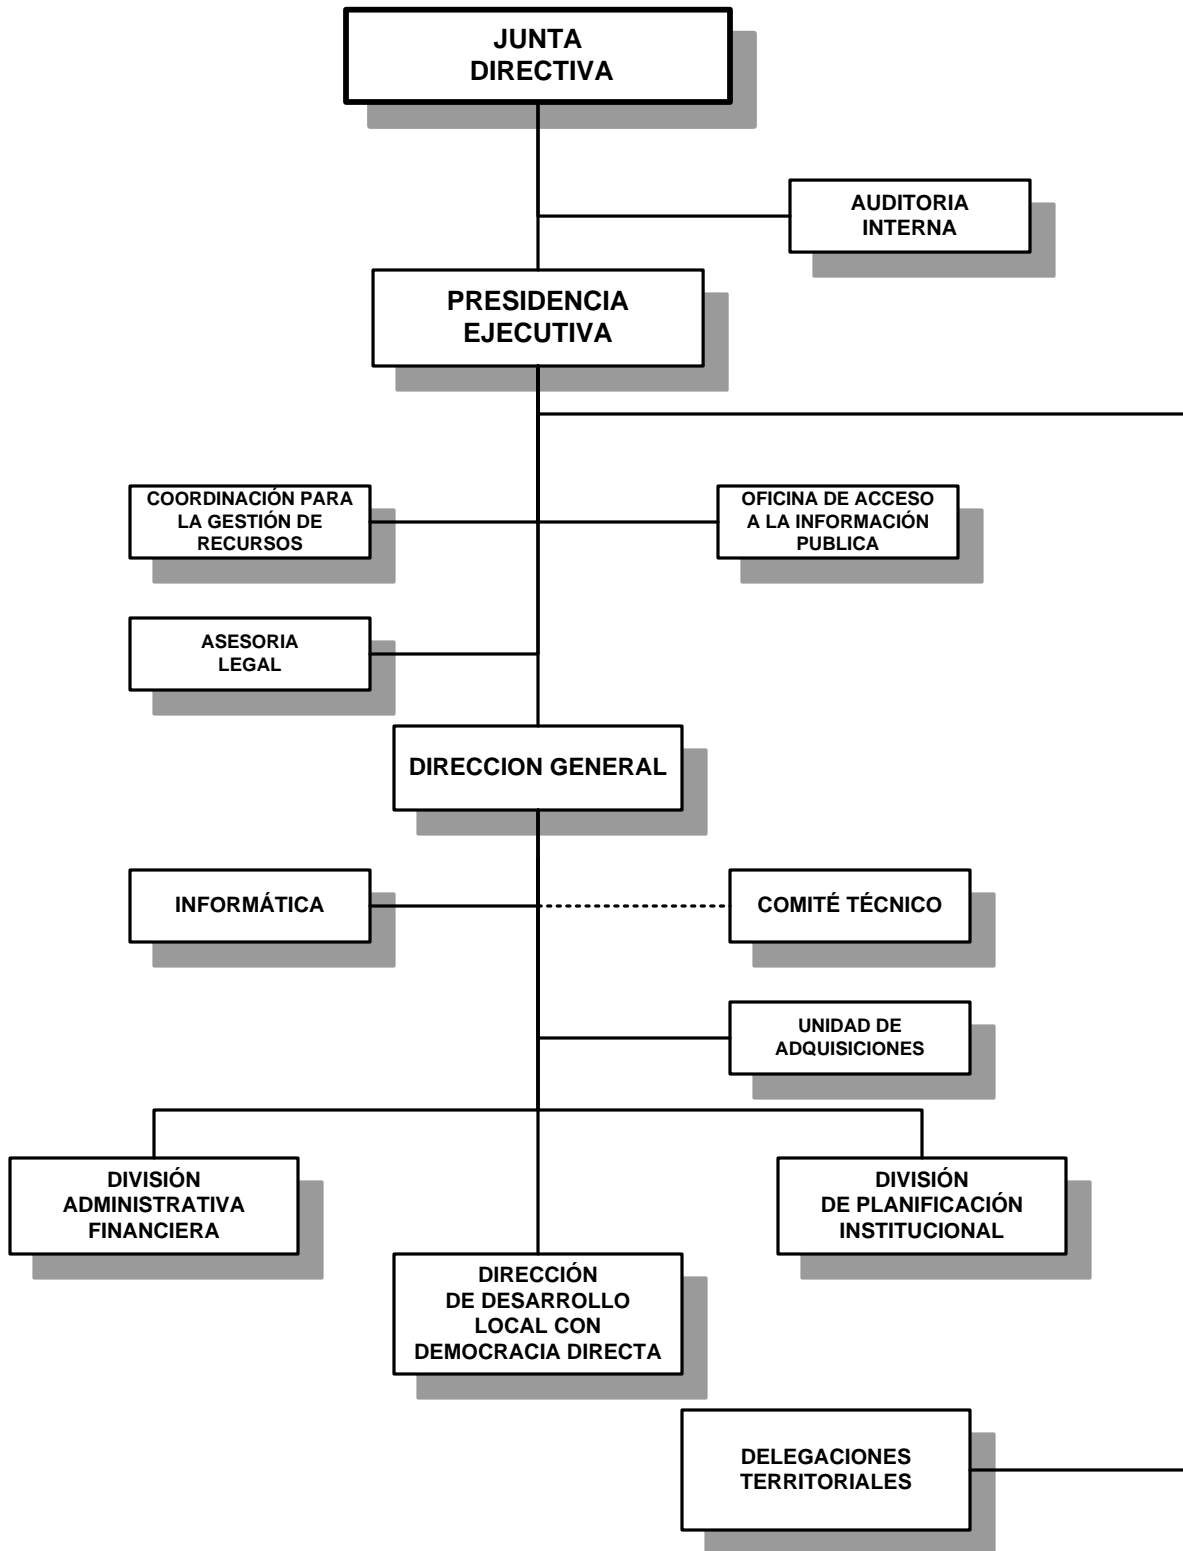 JUNTA
DIRECTIVA
AUDITORIA
INTERNA
PRESIDENCIA
EJECUTIVA
COORDINACIÓN PARA
LA GESTIÓN DE
RECURSOS
OFICINA DE ACCESO
A LA INFORMACIÓN
PUBLICA
ASESORIA
LEGAL
DIRECCION GENERAL
INFORMÁTICA
COMITÉ TÉCNICO
UNIDAD DE
ADQUISICIONES
DIVISIÓN
ADMINISTRATIVA
FINANCIERA
DIVISIÓN
DE PLANIFICACIÓN
INSTITUCIONAL
DIRECCIÓN
DE DESARROLLO
LOCAL CON
DEMOCRACIA DIRECTA
DELEGACIONES
TERRITORIALES